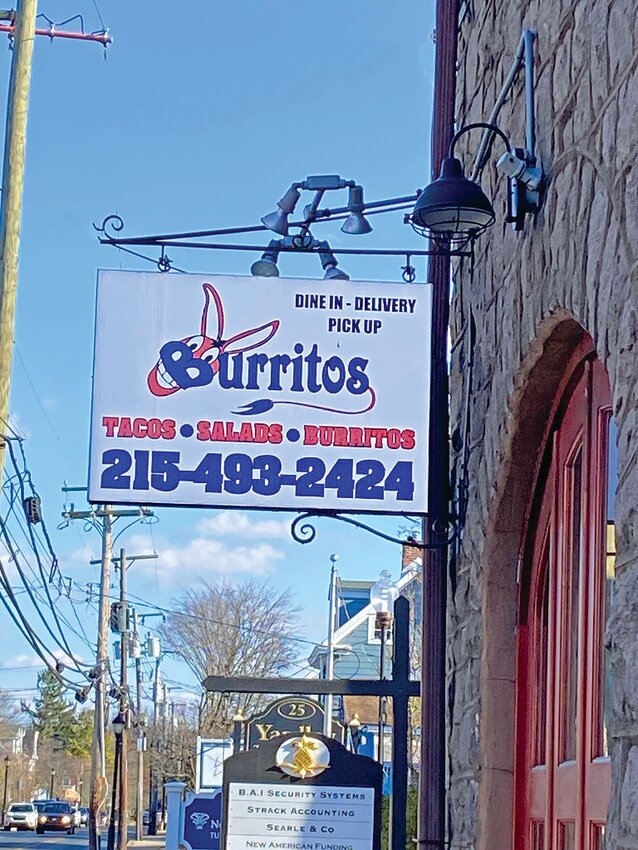 DINE IN - DELIVERY
PICK UP
Burritos
TACOS • SALADS • BURRITOS
215-493-2424
25
B.A.I SECURITY SYSTEMS
STRACK ACCOUNTING
SEARLE & CO
NEW AMERICAN FUNDING